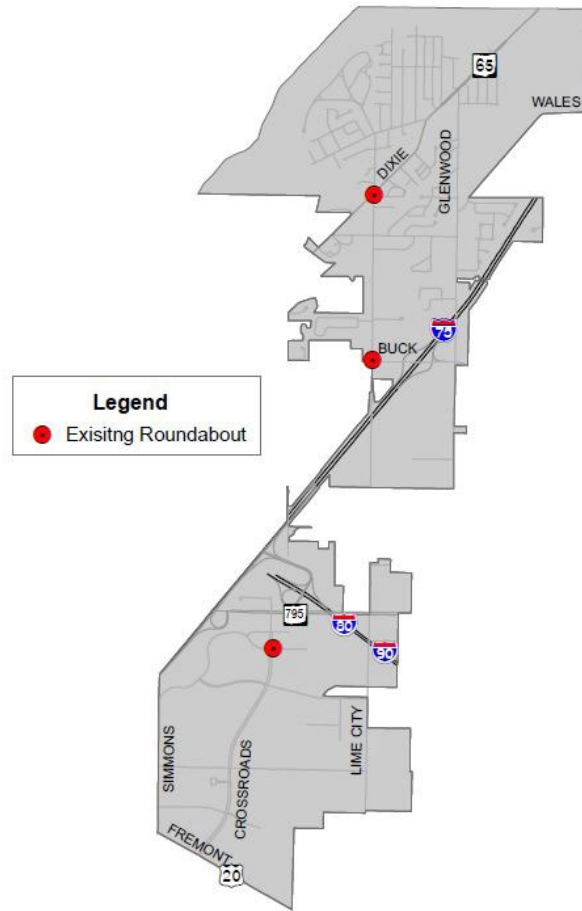 65
WALES
DIXIE
GLENWOOD
75
BUCK
Legend
Exisitng Roundabout
795
80
90
SIMMONS
CROSSROADS
LIME CITY
FREMONT
20